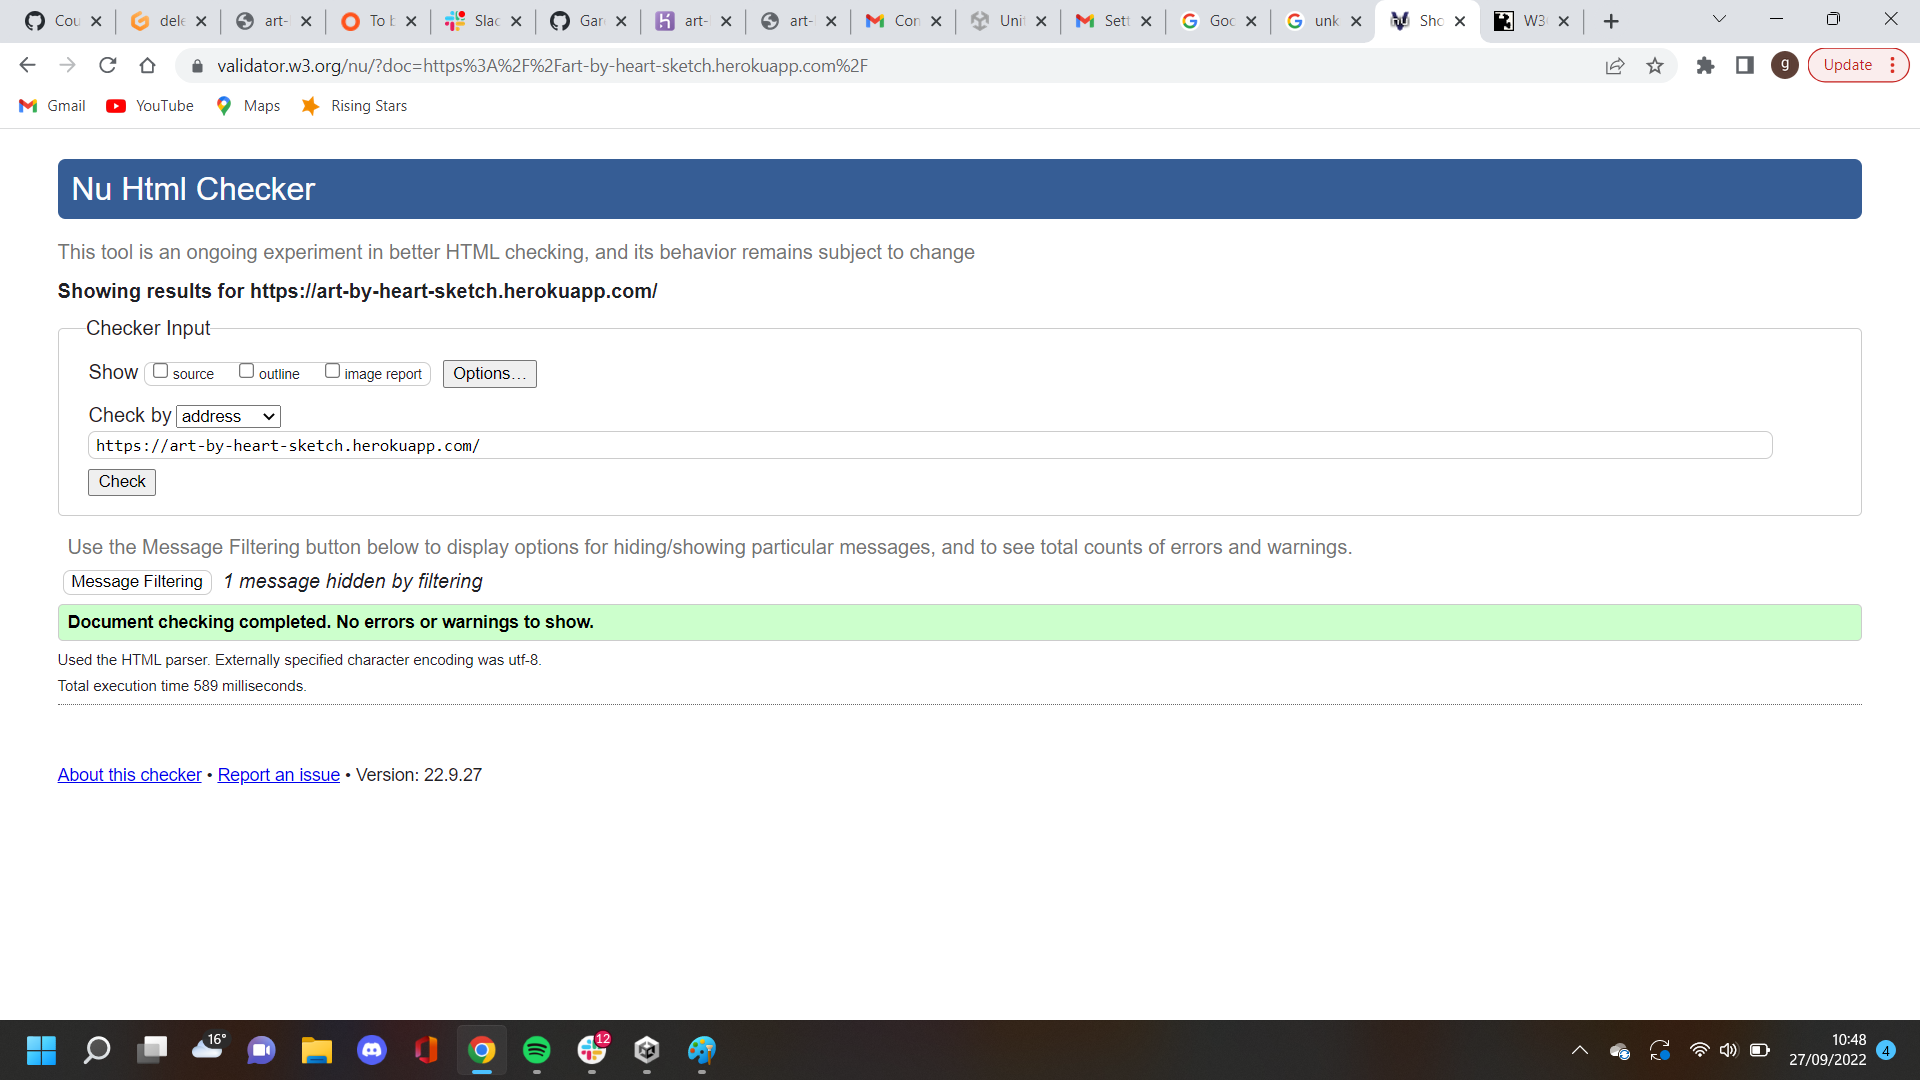 Cou
dele
art-
To b
Slac
Gar
art-
art-
Con
Unit
Sett
Goo
unk
Sho
W3
validator.w3.org/nu/?doc=https%3A%2F%2Fart-by-heart-sketch.herokuapp.com%2F
g
Update
Gmail
YouTube
Maps
Rising Stars
Nu Html Checker
This tool is an ongoing experiment in better HTML checking, and its behavior remains subject to change
Showing results for https://art-by-heart-sketch.herokuapp.com/
Checker Input
Show source outline image report Options...
Check by address
https://art-by-heart-sketch.herokuapp.com/
Check
Use the Message Filtering button below to display options for hiding/showing particular messages, and to see total counts of errors and warnings.
Message Filtering 1 message hidden by filtering
Document checking completed. No errors or warnings to show.
Used the HTML parser. Externally specified character encoding was utf-8.
Total execution time 589 milliseconds.
About this checker • Report an issue • Version: 22.9.27
16°
12
10:48
27/09/2022
4